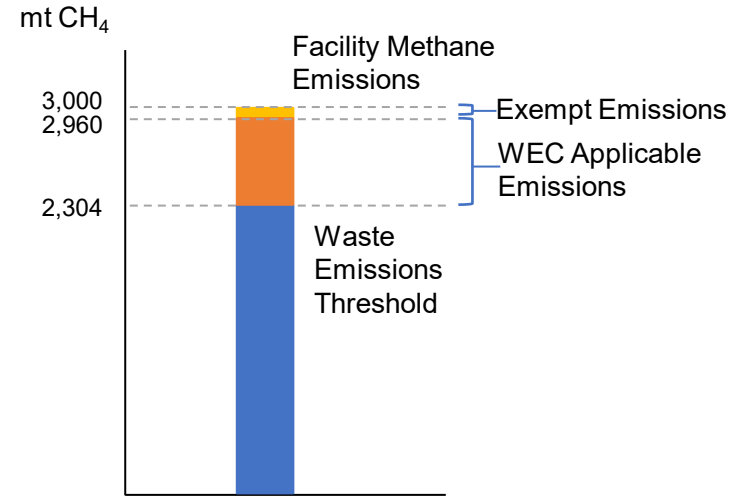 mt CH₄
Facility Methane
Emissions
3,000
Exempt Emissions
2,960
WEC Applicable
Emissions
2,304
Waste
Emissions
Threshold